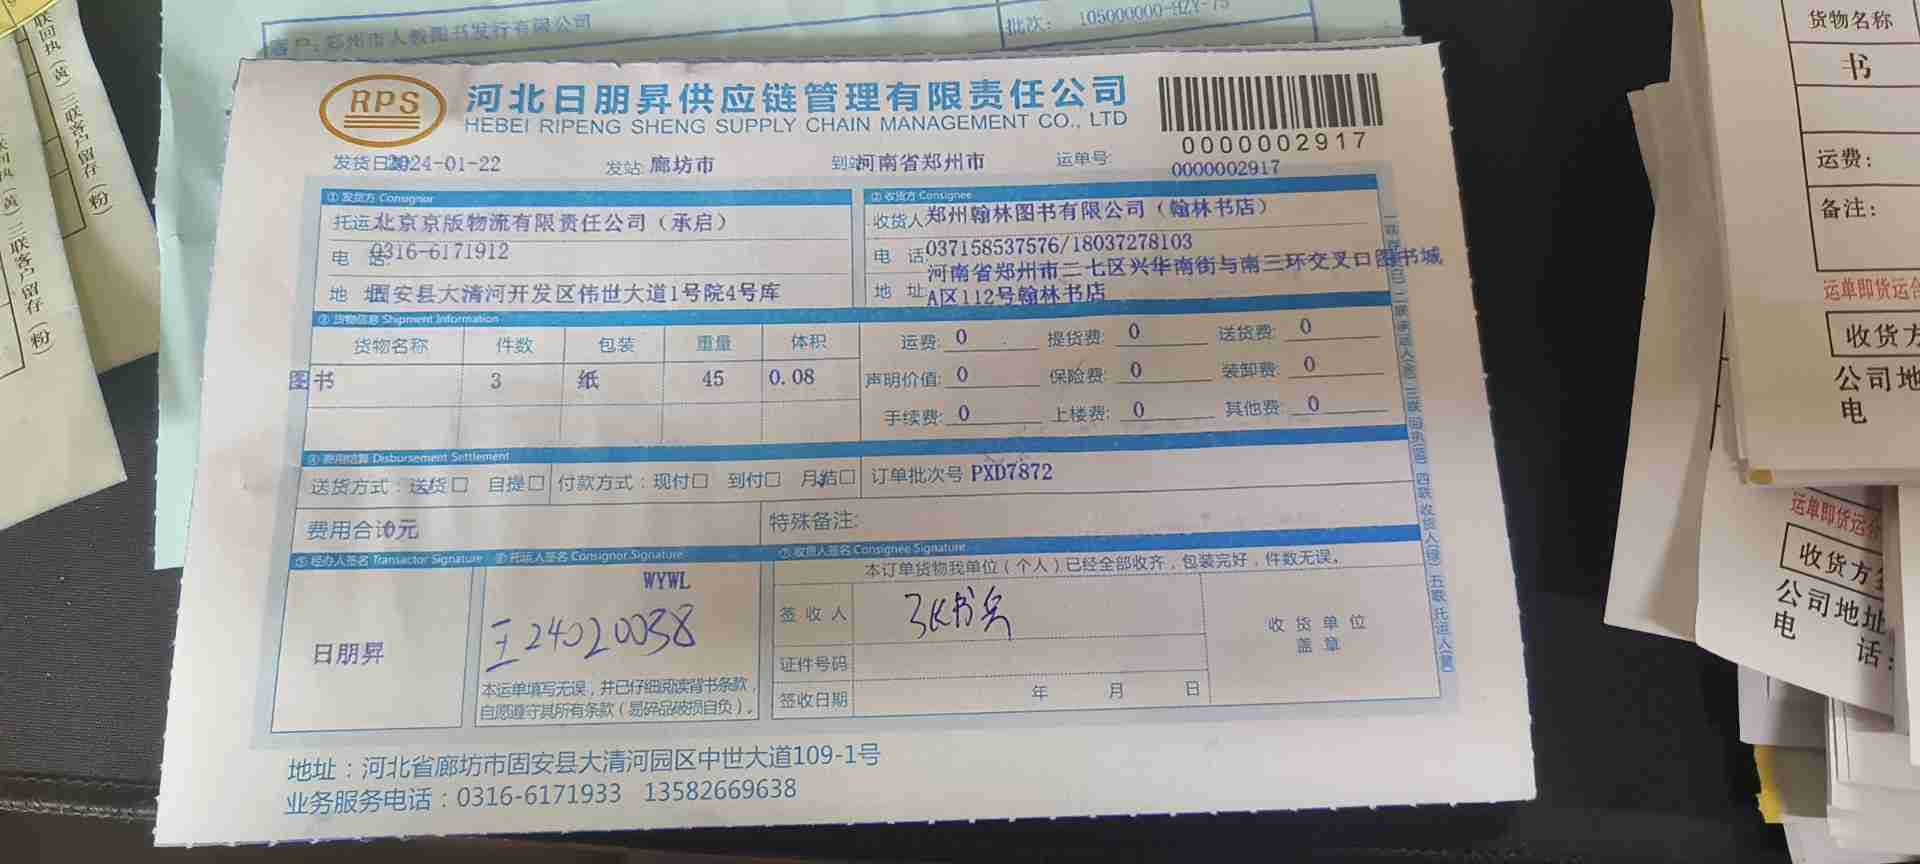 客户: 郑州市人教图书发行有限公司
批次: 105000000-HZY-75
RPS
河北日朋昇供应链管理有限责任公司
HEBEI RIPENG SHENG SUPPLY CHAIN MANAGEMENT CO., LTD
0000002917
发货日期 2024-01-22 发站: 廊坊市 到站 河南省郑州市 运单号: 0000002917
① 发货方 Consignor
② 收货方 Consignee
托运 北京京版物流有限责任公司（承启）
收货人 郑州翰林图书有限公司（翰林书店）
电 话 0316-6171912
电 话 037158537576/18037278103
地 址 固安县大清河开发区伟世大道1号院4号库
地 址 河南省郑州市二七区兴华南街与南三环交叉口图书城
A区112号翰林书店
③ 货物信息 Shipment Information
货物名称 件数 包装 重量 体积
图书 3 纸 45 0.08
运费: 0 提货费: 0 送货费: 0
声明价值: 0 保险费: 0 装卸费: 0
手续费: 0 上楼费: 0 其他费: 0
④ 费用结算 Disbursement Settlement
送货方式：送货□ 自提□ 付款方式：现付□ 到付□ 月结□ 订单批次号 PXD7872
费用合计0元
特殊备注:
⑤ 经办人签名 Transactor Signature
⑥ 托运人签名 Consignor Signature
⑦ 收货人签名 Consignee Signature
日朋昇
WYWL
王24020038
本运单填写无误，并已仔细阅读背书条款，
自愿遵守其所有条款（易碎品破损自负）。
本订单货物我单位（个人）已经全部收齐，包装完好，件数无误。
签 收 人
证件号码
签收日期 年 月 日
收 货 单 位
盖 章
地址：河北省廊坊市固安县大清河园区中世大道109-1号
业务服务电话：0316-6171933 13582669638
三联客户留存（粉）
三联客户留存（粉）
货物名称
书
运费:
备注:
运单即货运合
收货方
公司地
电
运单即货运合
收货方
公司地址
电 话: